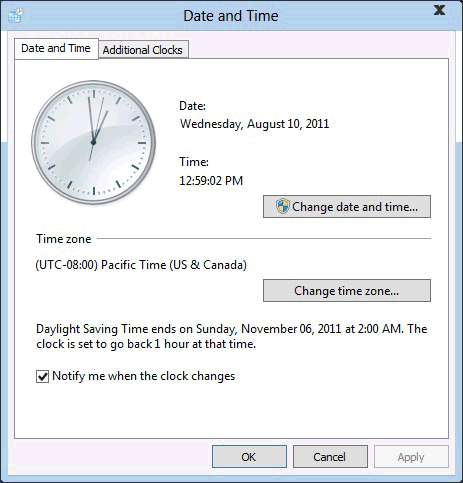 Date and Time
Date and Time
Additional Clocks
Date:
Wednesday, August 10, 2011
Time:
12:59:02 PM
Change date and time...
Time zone
(UTC-08:00) Pacific Time (US & Canada)
Change time zone...
Daylight Saving Time ends on Sunday, November 06, 2011 at 2:00 AM. The
clock is set to go back 1 hour at that time.
Notify me when the clock changes
OK
Cancel
Apply